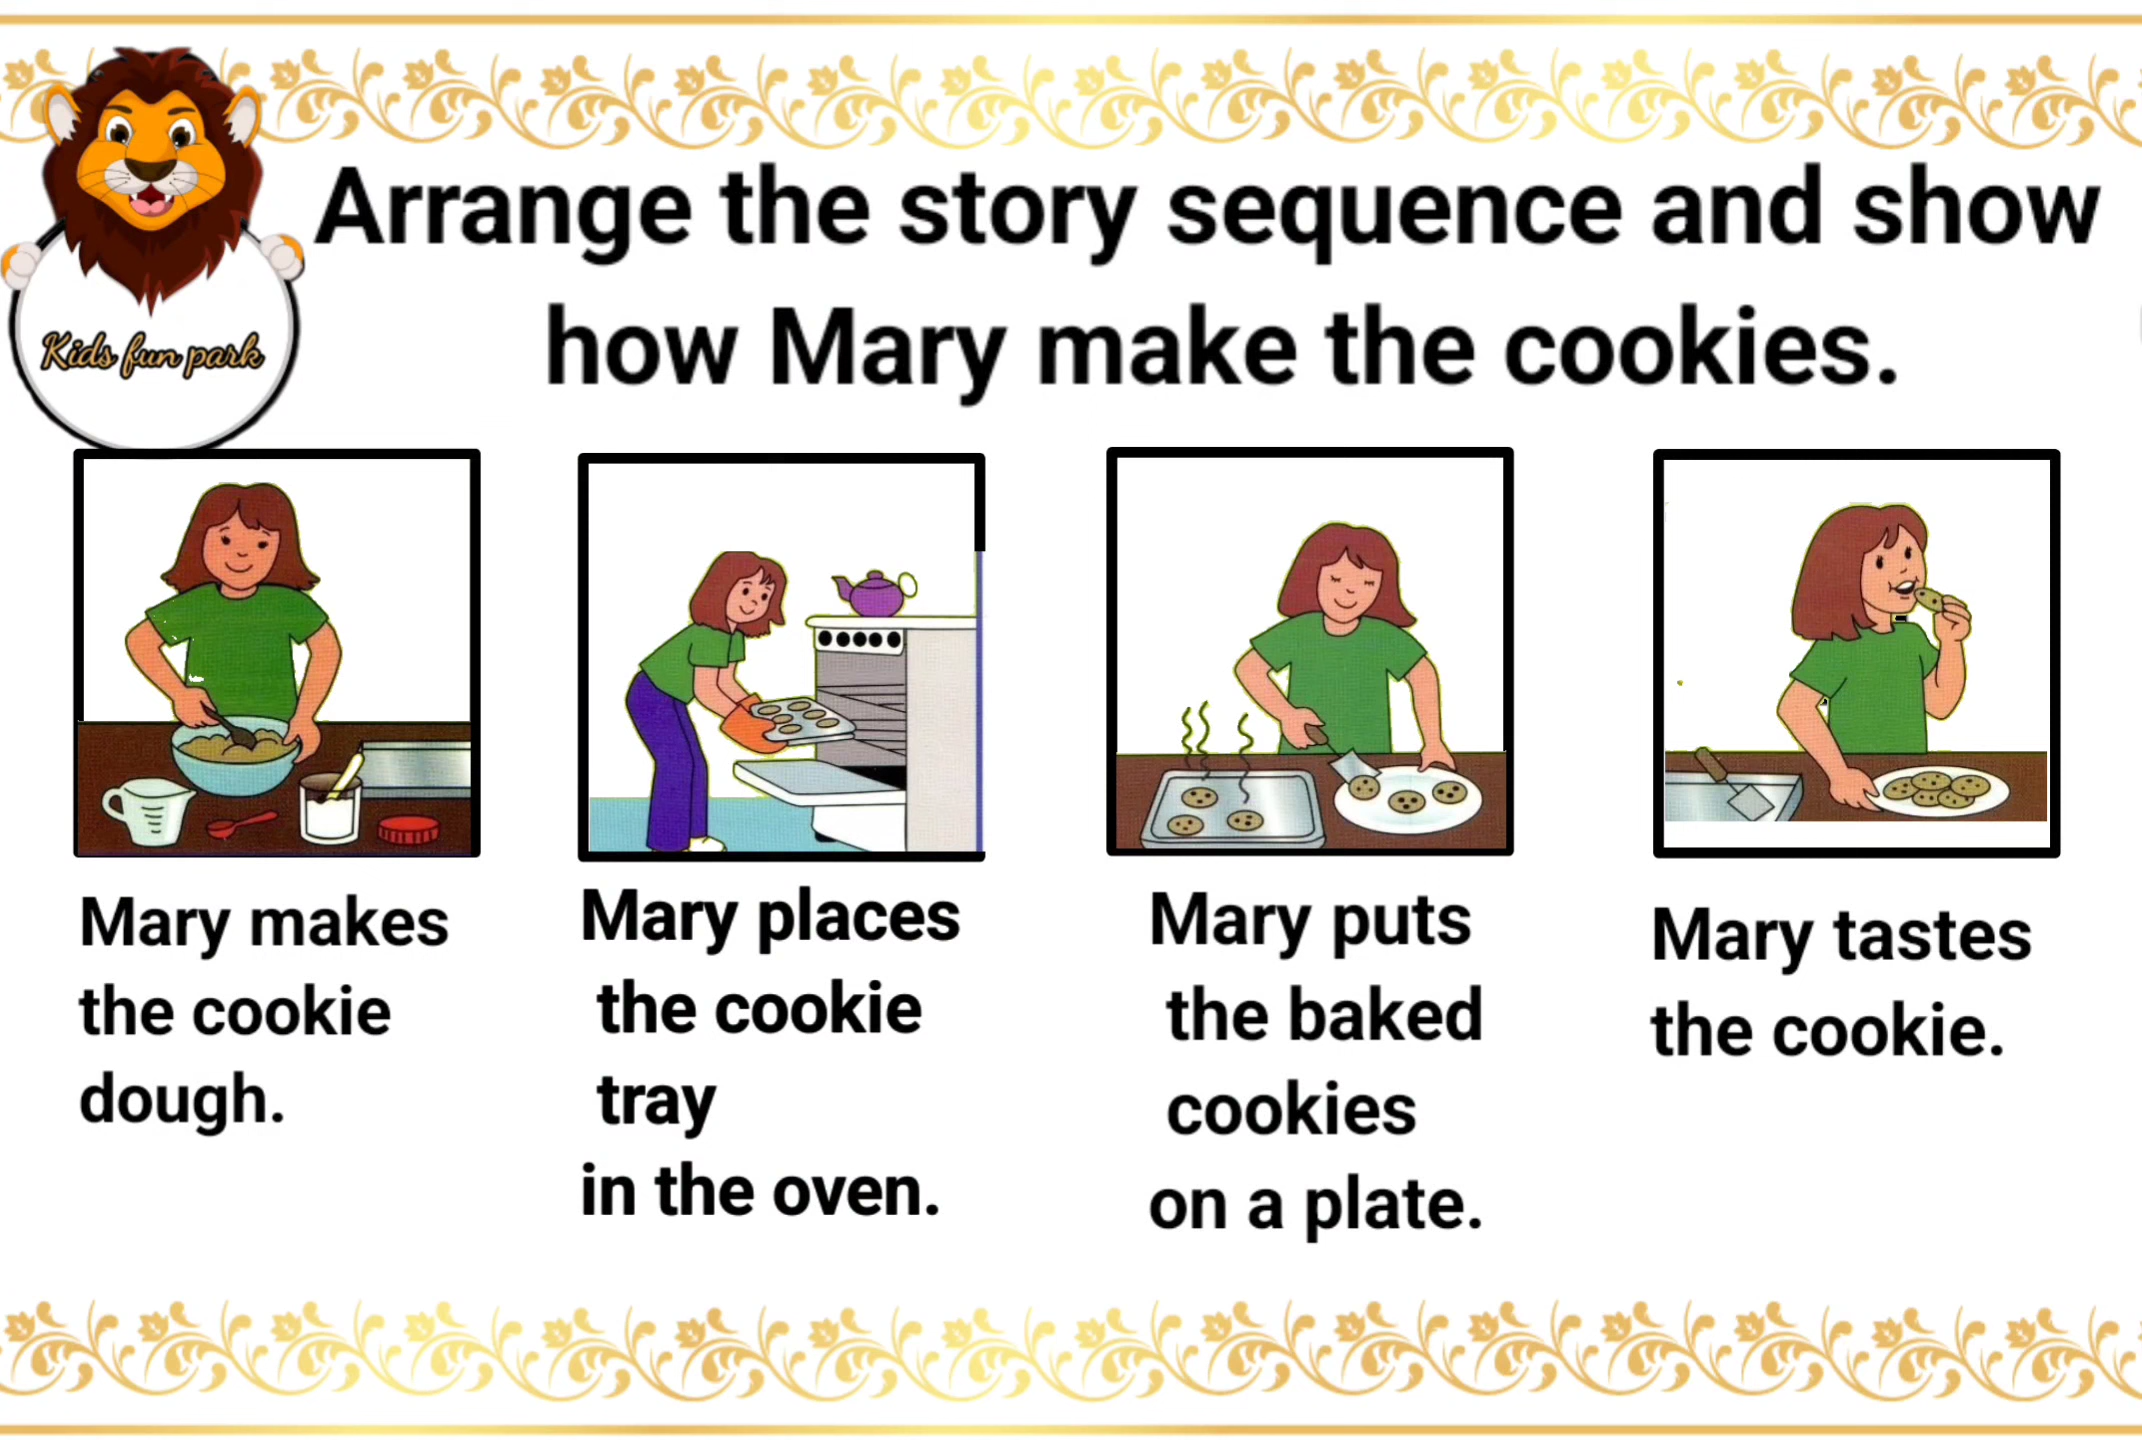 Arrange the story sequence and show
how Mary make the cookies.
Kids fun park
Mary makes
the cookie
dough.
Mary places
the cookie
tray
in the oven.
Mary puts
the baked
cookies
on a plate.
Mary tastes
the cookie.